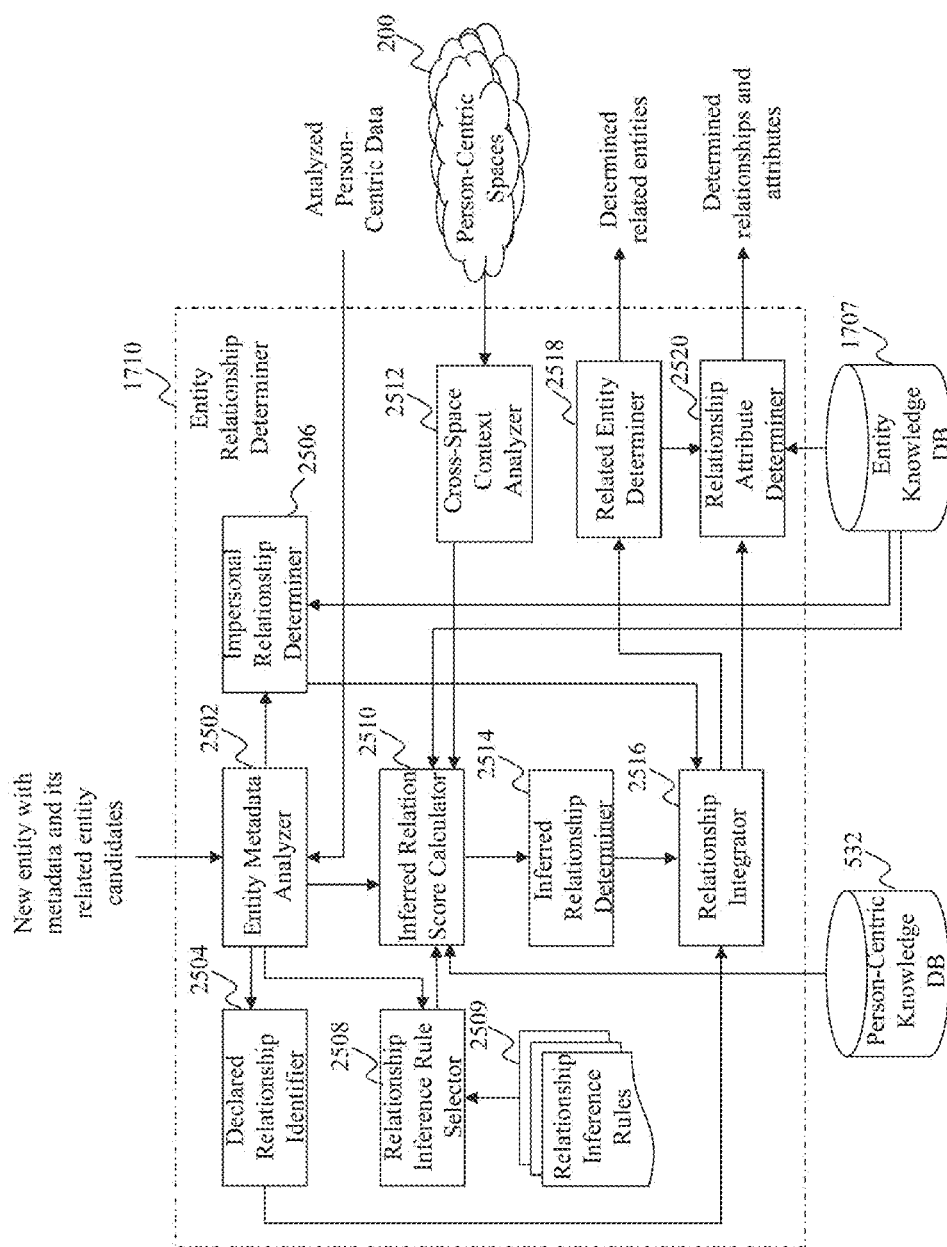 New entity with
metadata and its
related entity
candidates
1710
Entity
Relationship
Determiner
Analyzed
Person-
Centric Data
200
Person-Centric
Spaces
2504
Declared
Relationship
Identifier
2502
Entity Metadata
Analyzer
2506
Impersonal
Relationship
Determiner
2508
Relationship
Inference Rule
Selector
2510
Inferred Relation
Score Calculator
2512
Cross-Space
Context
Analyzer
2509
Relationship
Inference
Rules
2514
Inferred
Relationship
Determiner
2518
Related Entity
Determiner
Determined
related entities
2516
Relationship
Integrator
2520
Relationship
Attribute
Determiner
Determined
relationships and
attributes
532
Person-Centric
Knowledge
DB
1707
Entity
Knowledge
DB